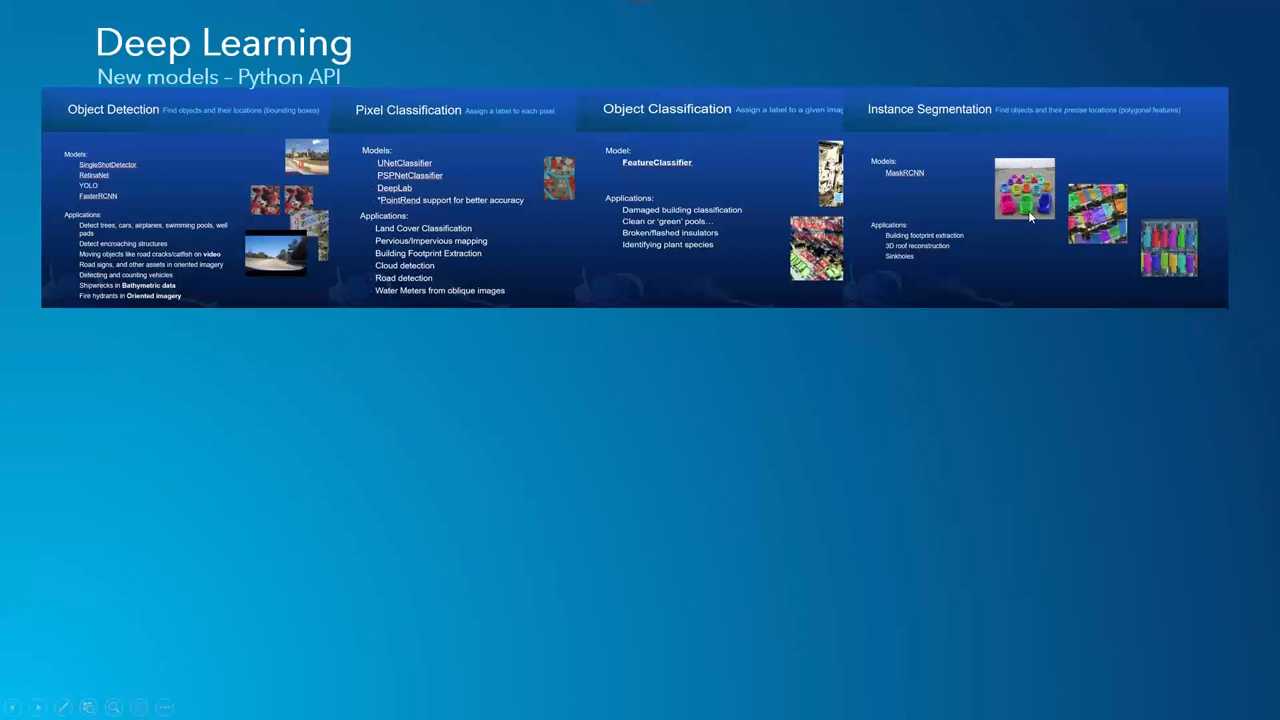 Deep Learning
New models – Python API
Object Detection Find objects and their locations (bounding boxes)
Models:
SingleShotDetector
RetinaNet
YOLO
FasterRCNN
Applications:
Detect trees, cars, airplanes, swimming pools, well
pads
Detect encroaching structures
Moving objects like road cracks/catfish on video
Road signs, and other assets in oriented imagery
Detecting and counting vehicles
Shipwrecks in Bathymetric data
Fire hydrants in Oriented imagery
Pixel Classification Assign a label to each pixel
Models:
UNetClassifier
PSPNetClassifier
DeepLab
*PointRend support for better accuracy
Applications:
Land Cover Classification
Pervious/Impervious mapping
Building Footprint Extraction
Cloud detection
Road detection
Water Meters from oblique images
Object Classification Assign a label to a given imag
Model:
FeatureClassifier
Applications:
Damaged building classification
Clean or 'green' pools…
Broken/flashed insulators
Identifying plant species
Instance Segmentation Find objects and their precise locations (polygonal features)
Models:
MaskRCNN
Applications:
Building footprint extraction
3D roof reconstruction
Sinkholes